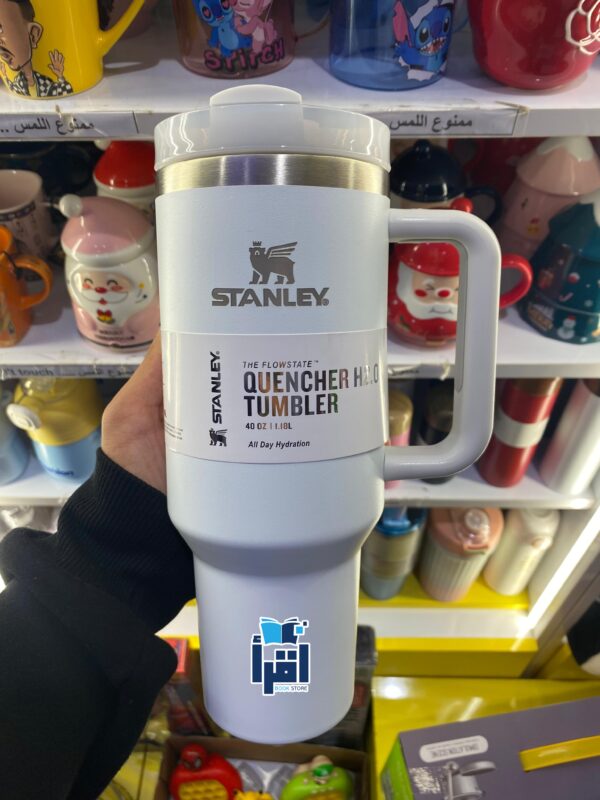 STITCH
ممنوع اللمس ..
ممنوع اللمس
STANLEY®
STANLEY®
THE FLOWSTATE™
QUENCHER H2.O
TUMBLER
40 OZ | 1.18L
All Day Hydration
اقرأ
BOOK STORE